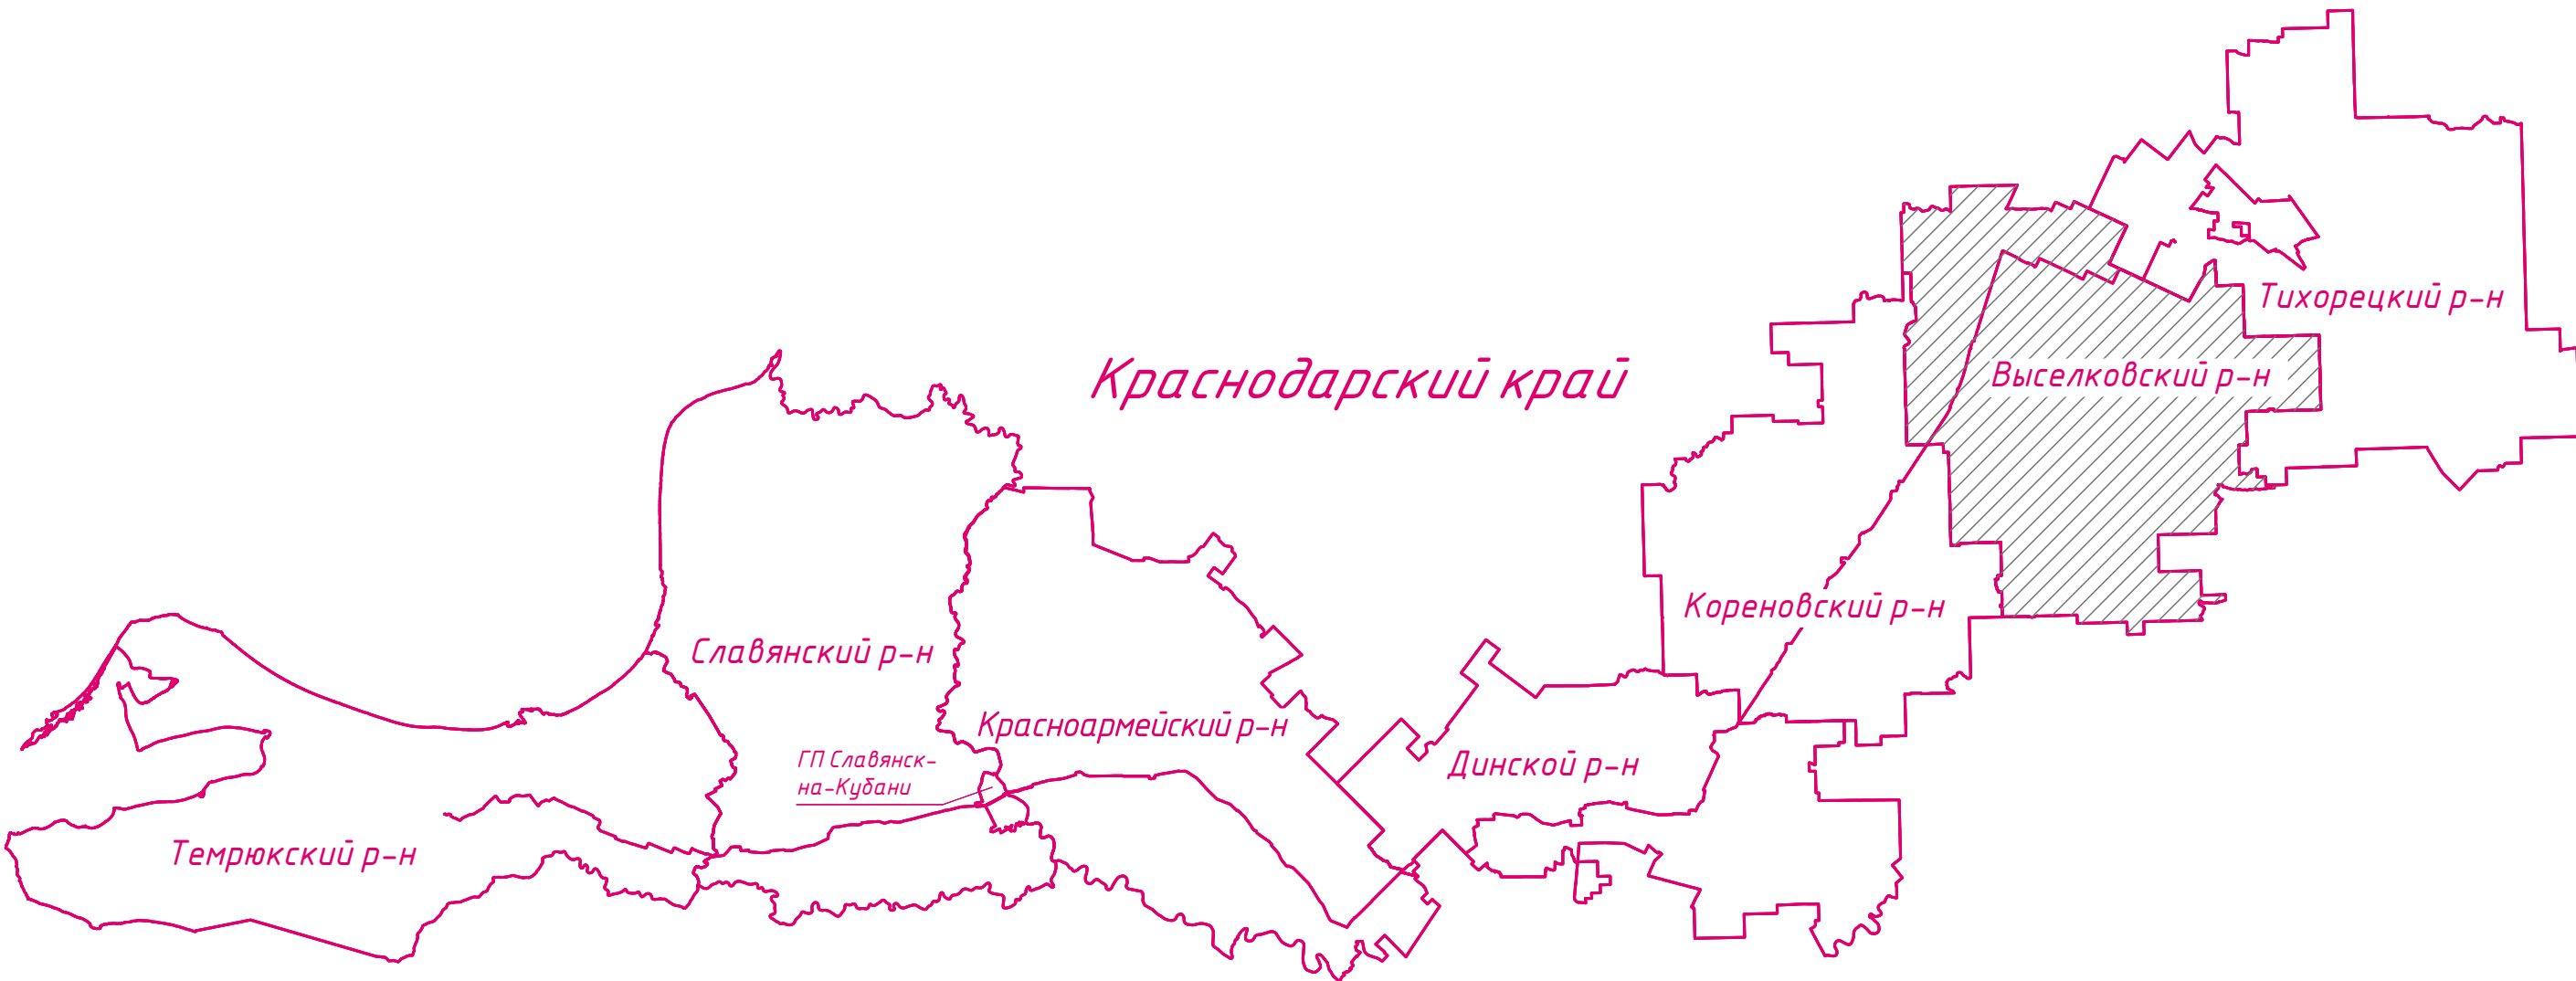 Тихорецкий р-н
Краснодарский край
Выселковский р-н
Кореновский р-н
Славянский р-н
Красноармейский р-н
ГП Славянск-
на-Кубани
Динской р-н
Темрюкский р-н